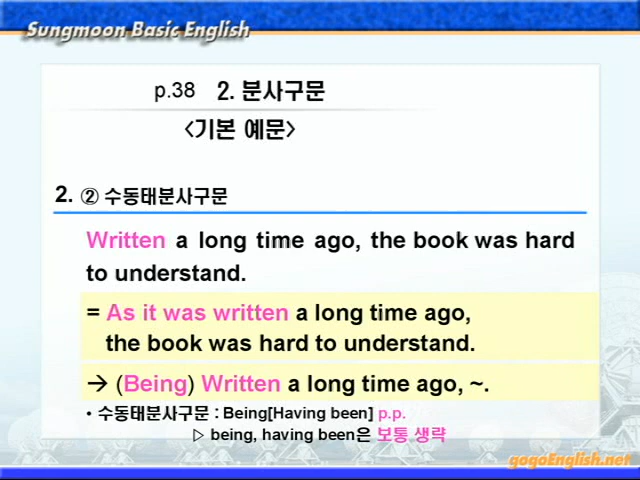 Sungmoon Basic English
p.38 2. 분사구문
<기본 예문>
2. ② 수동태분사구문
Written a long time ago, the book was hard
to understand.
= As it was written a long time ago,
the book was hard to understand.
→ (Being) Written a long time ago, ~.
• 수동태분사구문 : Being[Having been] p.p.
▷ being, having been은 보통 생략
gogoEnglish.net